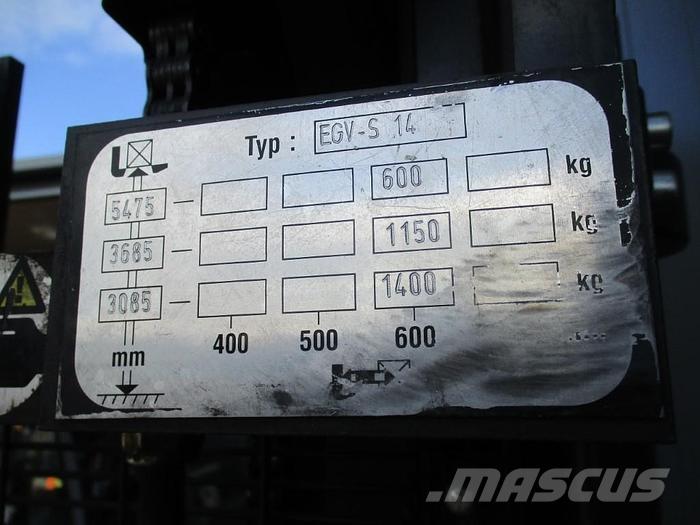 Typ : EGV-S 14
5475 600 kg
3685 1150 kg
3085 1400 kg
400 500 600
mm
MASCUS